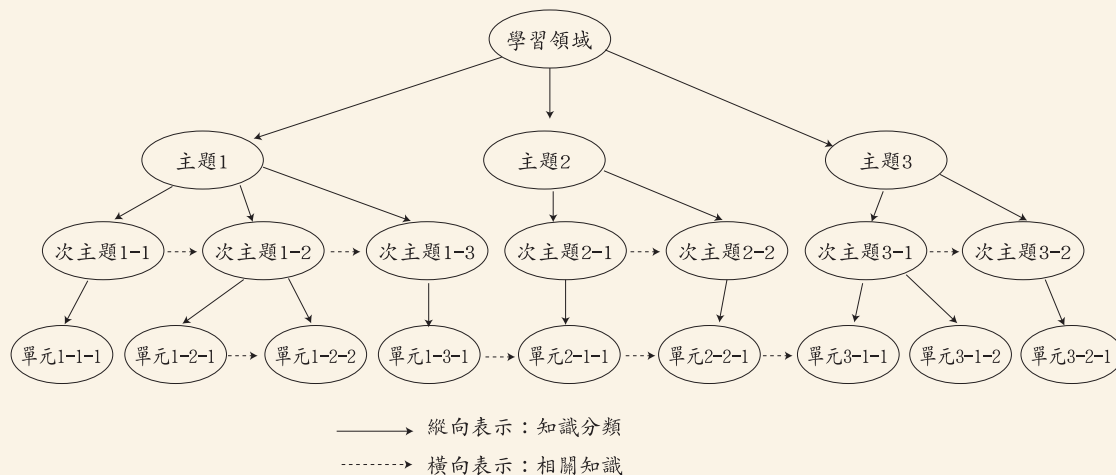 學習領域
主題1 主題2 主題3
次主題1-1 次主題1-2 次主題1-3 次主題2-1 次主題2-2 次主題3-1 次主題3-2
單元1-1-1 單元1-2-1 單元1-2-2 單元1-3-1 單元2-1-1 單元2-2-1 單元3-1-1 單元3-1-2 單元3-2-1
縱向表示：知識分類
橫向表示：相關知識